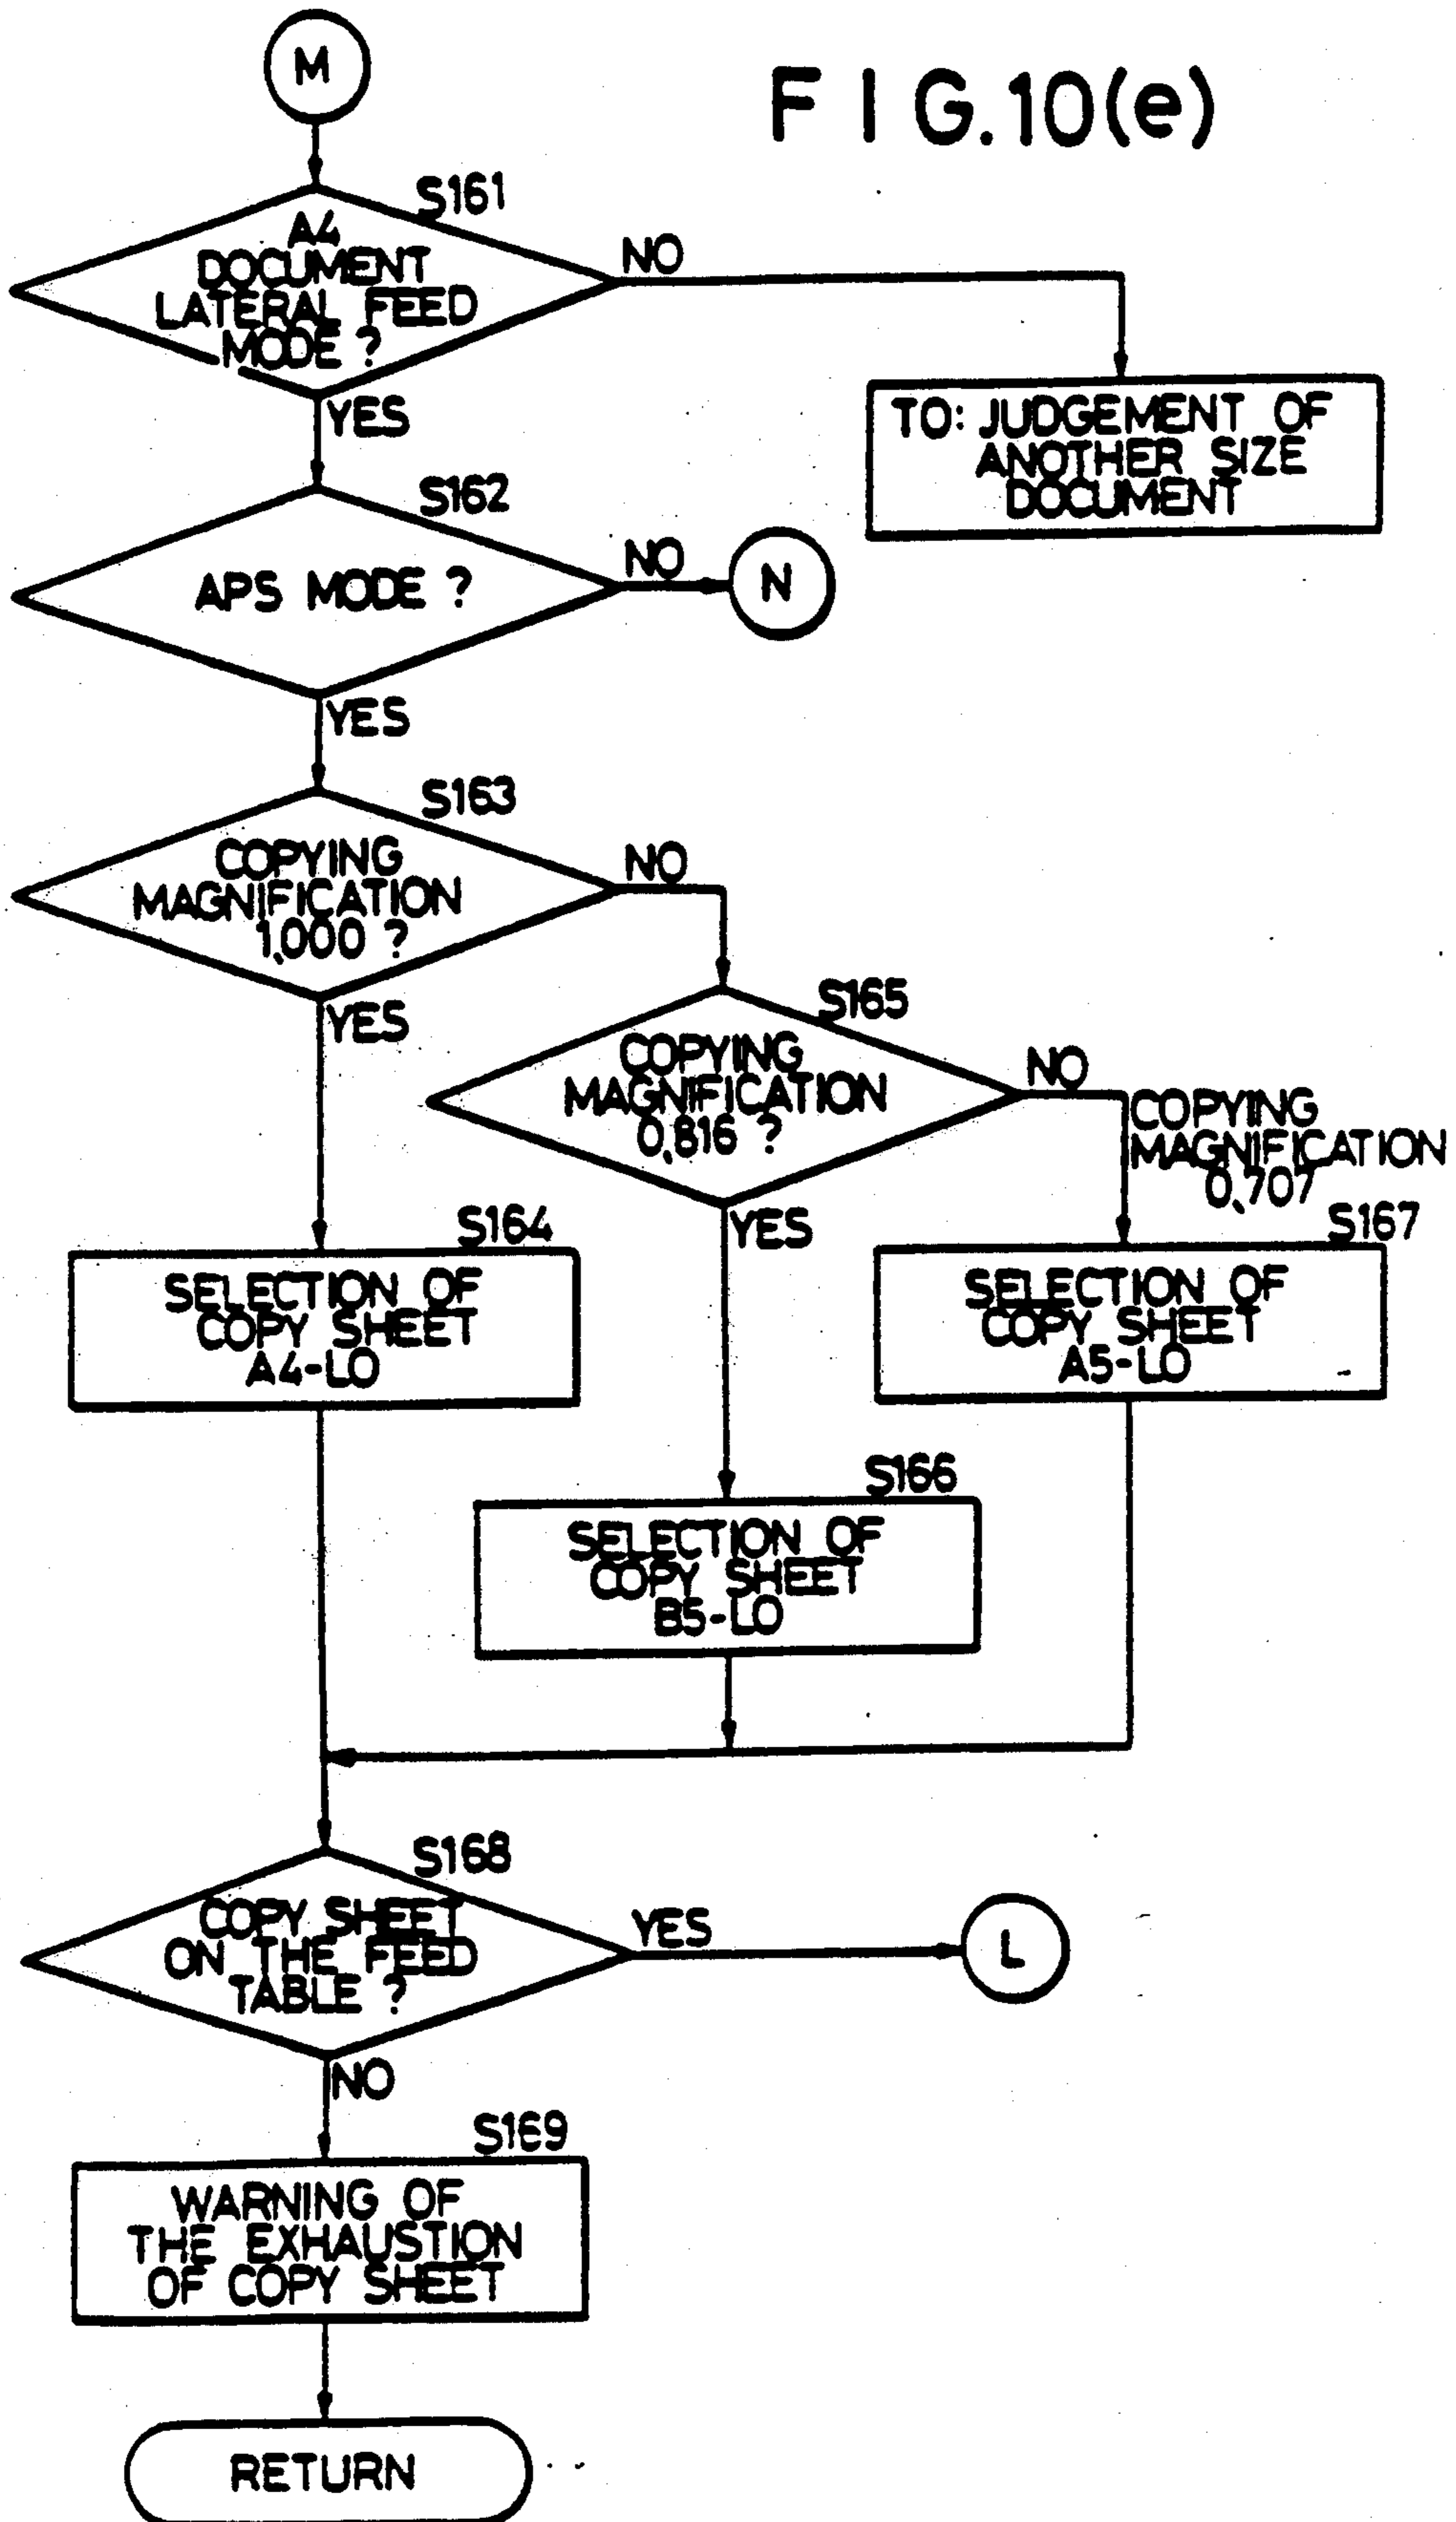 M
F I G.10(e)
S161
A4
DOCUMENT
LATERAL FEED
MODE ?
NO
YES
TO: JUDGEMENT OF
ANOTHER SIZE
DOCUMENT
S162
APS MODE ?
NO
N
YES
S163
COPYING
MAGNIFICATION
1.000 ?
NO
YES
S165
COPYING
MAGNIFICATION
0.816 ?
NO
COPYING
MAGNIFICATION
0.707
YES
S164
SELECTION OF
COPY SHEET
A4-LO
S167
SELECTION OF
COPY SHEET
A5-LO
S166
SELECTION OF
COPY SHEET
B5-LO
S168
COPY SHEET
ON THE FEED
TABLE ?
YES
L
NO
S169
WARNING OF
THE EXHAUSTION
OF COPY SHEET
RETURN